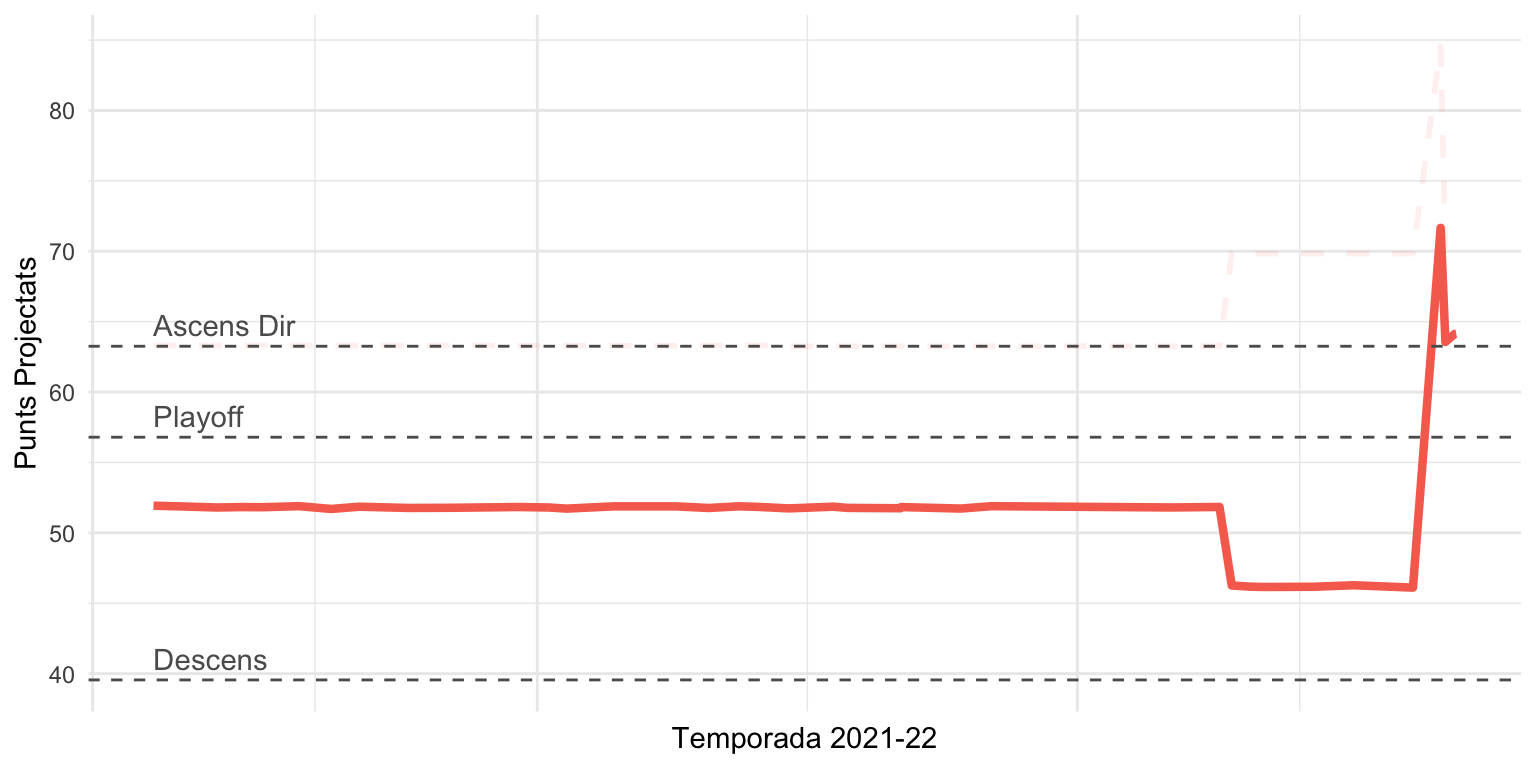 Punts Projectats
80
70
60
50
40
Ascens Dir
Playoff
Descens
Temporada 2021-22